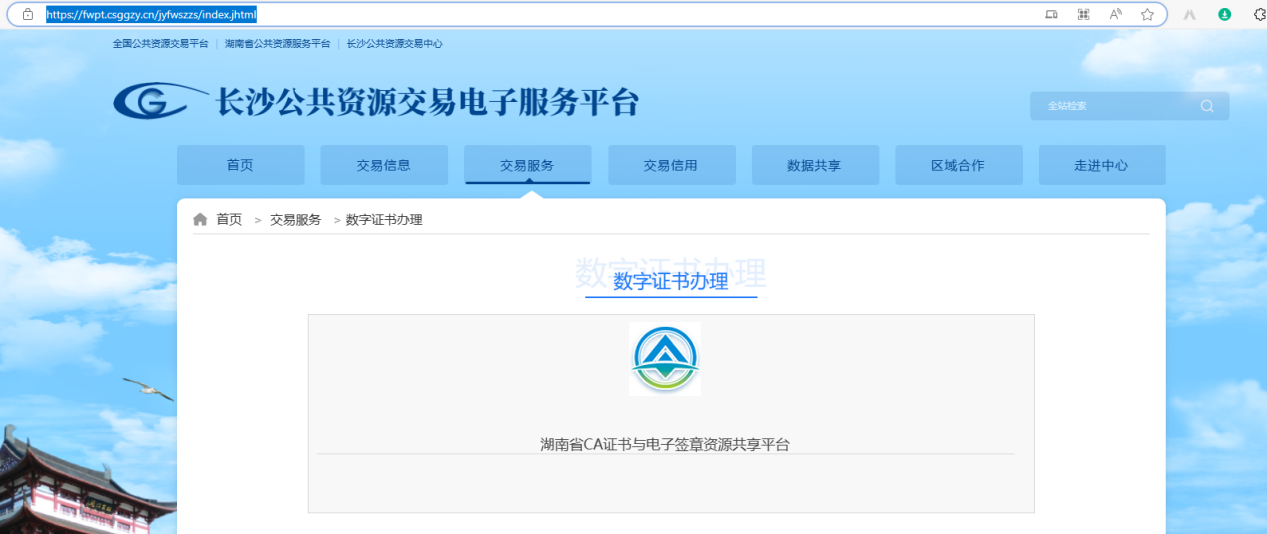 https://fwpt.csggzy.cn/jyfwszzs/index.jhtml
全国公共资源交易平台 | 湖南省公共资源服务平台 | 长沙公共资源交易中心
长沙公共资源交易电子服务平台
全站检索
首页 交易信息 交易服务 交易信用 数据共享 区域合作 走进中心
首页 > 交易服务 > 数字证书办理
数字证书办理
数字证书办理
湖南省CA证书与电子签章资源共享平台